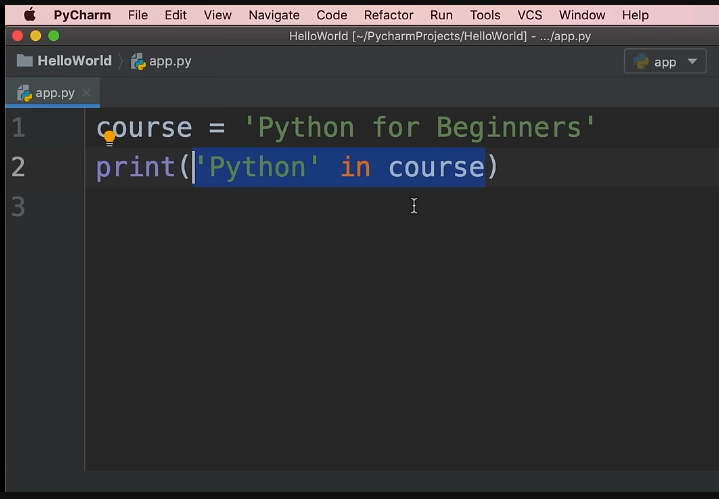 PyCharm File Edit View Navigate Code Refactor Run Tools VCS Window Help
HelloWorld [~/PycharmProjects/HelloWorld] - .../app.py
HelloWorld app.py app
app.py
1 course = 'Python for Beginners'
2 print('Python' in course)
3